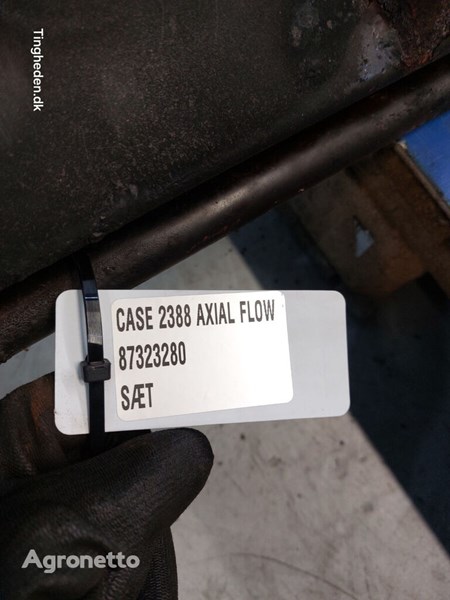 Tingheden.dk
CASE 2388 AXIAL FLOW
87323280
SÆT
Agronetto